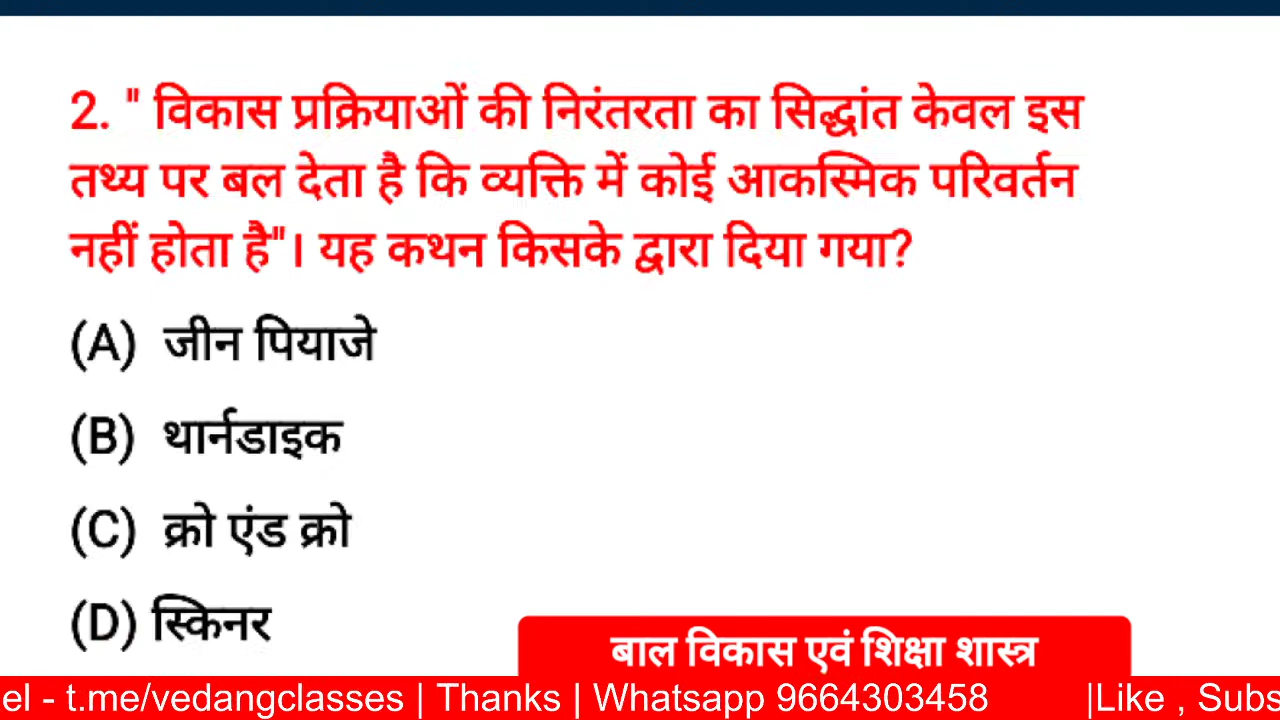 2. " विकास प्रक्रियाओं की निरंतरता का सिद्धांत केवल इस
तथ्य पर बल देता है कि व्यक्ति में कोई आकस्मिक परिवर्तन
नहीं होता है"। यह कथन किसके द्वारा दिया गया?
(A) जीन पियाजे
(B) थार्नडाइक
(C) क्रो एंड क्रो
(D) स्किनर
बाल विकास एवं शिक्षा शास्त्र
el - t.me/vedangclasses | Thanks | Whatsapp 9664303458 |Like , Subs